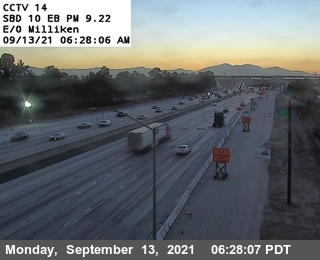 CCTV 14
SBD 10 EB PM 9.22
E/O Milliken
09/13/21 06:28:06 AM
Monday, September 13, 2021 06:28:07 PDT